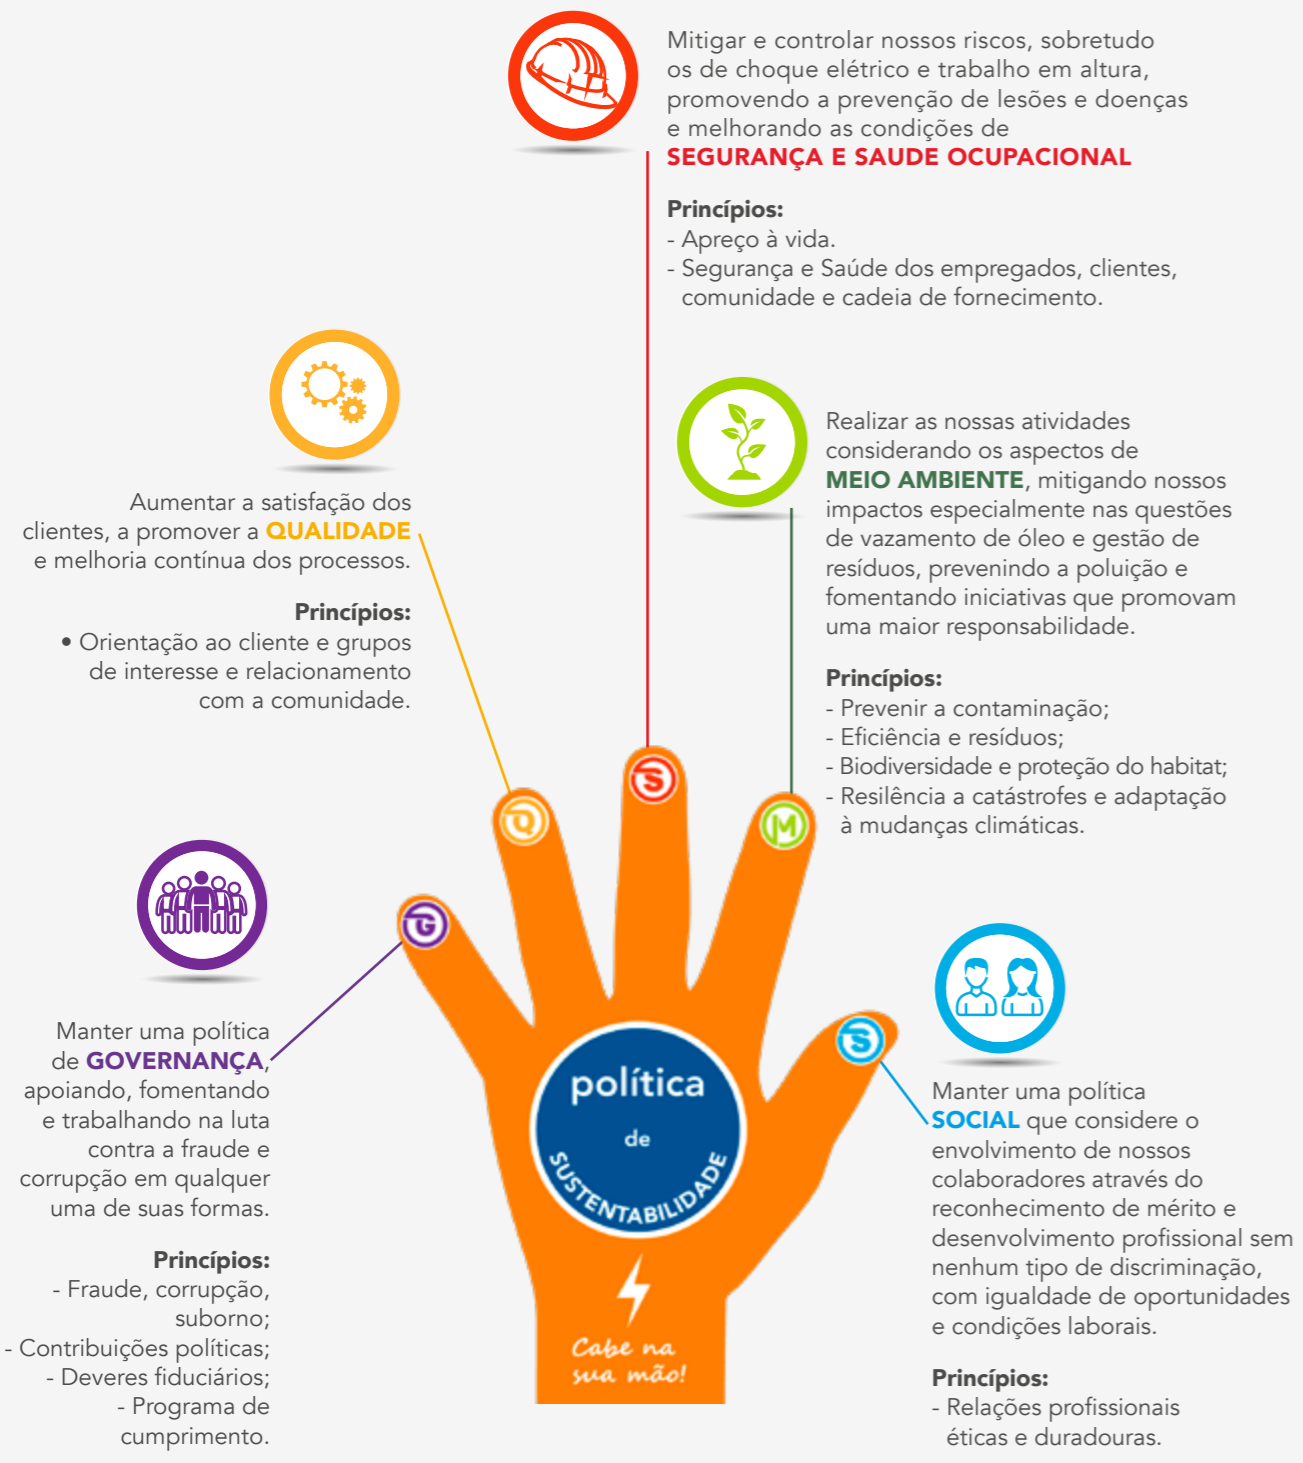 Mitigar e controlar nossos riscos, sobretudo
os de choque elétrico e trabalho em altura,
promovendo a prevenção de lesões e doenças
e melhorando as condições de
SEGURANÇA E SAUDE OCUPACIONAL
Princípios:
- Apreço à vida.
- Segurança e Saúde dos empregados, clientes,
comunidade e cadeia de fornecimento.
Aumentar a satisfação dos
clientes, a promover a QUALIDADE
e melhoria contínua dos processos.
Princípios:
• Orientação ao cliente e grupos
de interesse e relacionamento
com a comunidade.
Realizar as nossas atividades
considerando os aspectos de
MEIO AMBIENTE, mitigando nossos
impactos especialmente nas questões
de vazamento de óleo e gestão de
resíduos, prevenindo a poluição e
fomentando iniciativas que promovam
uma maior responsabilidade.
Princípios:
- Prevenir a contaminação;
- Eficiência e resíduos;
- Biodiversidade e proteção do habitat;
- Resilência a catástrofes e adaptação
à mudanças climáticas.
G
Q
S
M
S
Manter uma política
de GOVERNANÇA,
apoiando, fomentando
e trabalhando na luta
contra a fraude e
corrupção em qualquer
uma de suas formas.
Princípios:
- Fraude, corrupção,
suborno;
- Contribuições políticas;
- Deveres fiduciários;
- Programa de
cumprimento.
política
de
SUSTENTABILIDADE
Cabe na
sua mão!
Manter uma política
SOCIAL que considere o
envolvimento de nossos
colaboradores através do
reconhecimento de mérito e
desenvolvimento profissional sem
nenhum tipo de discriminação,
com igualdade de oportunidades
e condições laborais.
Princípios:
- Relações profissionais
éticas e duradouras.